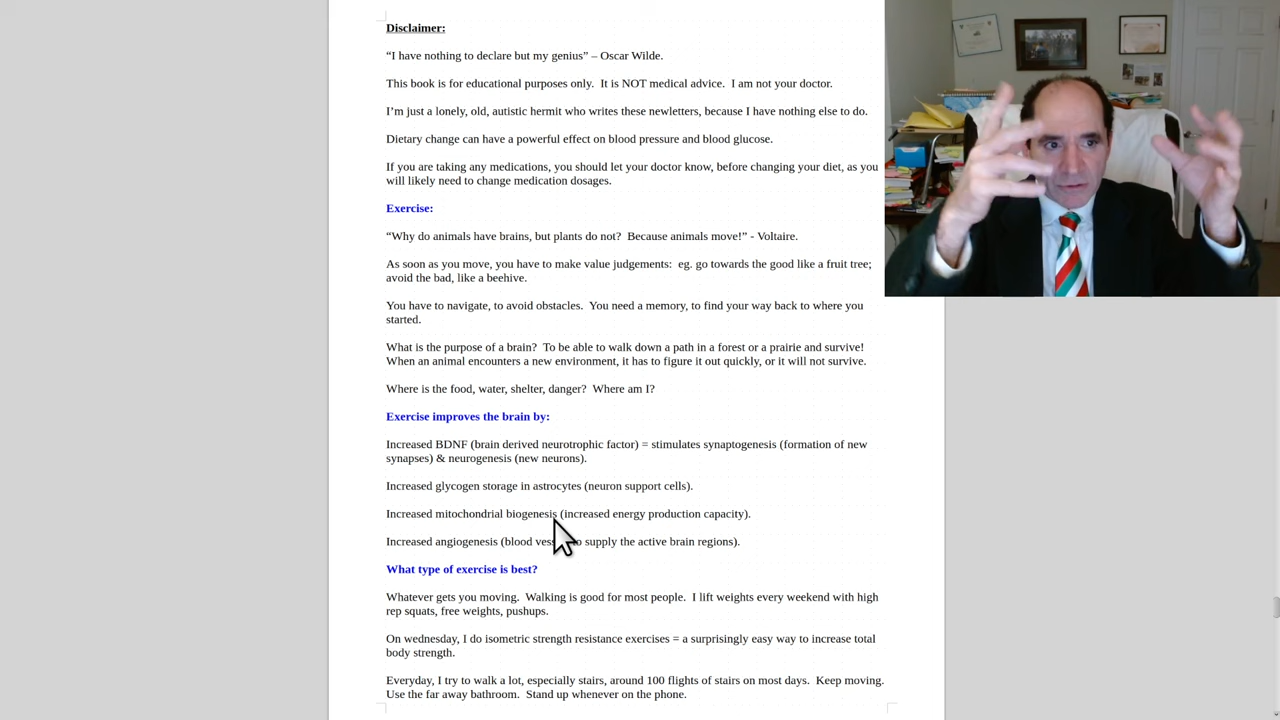 Disclaimer:
“I have nothing to declare but my genius” – Oscar Wilde.
This book is for educational purposes only.  It is NOT medical advice.  I am not your doctor.
I’m just a lonely, old, autistic hermit who writes these newletters, because I have nothing else to do.
Dietary change can have a powerful effect on blood pressure and blood glucose.
If you are taking any medications, you should let your doctor know, before changing your diet, as you
will likely need to change medication dosages.
Exercise:
“Why do animals have brains, but plants do not?  Because animals move!” - Voltaire.
As soon as you move, you have to make value judgements:  eg. go towards the good like a fruit tree;
avoid the bad, like a beehive.
You have to navigate, to avoid obstacles.  You need a memory, to find your way back to where you
started.
What is the purpose of a brain?  To be able to walk down a path in a forest or a prairie and survive!
When an animal encounters a new environment, it has to figure it out quickly, or it will not survive.
Where is the food, water, shelter, danger?  Where am I?
Exercise improves the brain by:
Increased BDNF (brain derived neurotrophic factor) = stimulates synaptogenesis (formation of new
synapses) & neurogenesis (new neurons).
Increased glycogen storage in astrocytes (neuron support cells).
Increased mitochondrial biogenesis (increased energy production capacity).
Increased angiogenesis (blood supply the active brain regions).
What type of exercise is best?
Whatever gets you moving.  Walking is good for most people.  I lift weights every weekend with high
rep squats, free weights, pushups.
On wednesday, I do isometric strength resistance exercises = a surprisingly easy way to increase total
body strength.
Everyday, I try to walk a lot, especially stairs, around 100 flights of stairs on most days.  Keep moving.
Use the far away bathroom.  Stand up whenever on the phone.